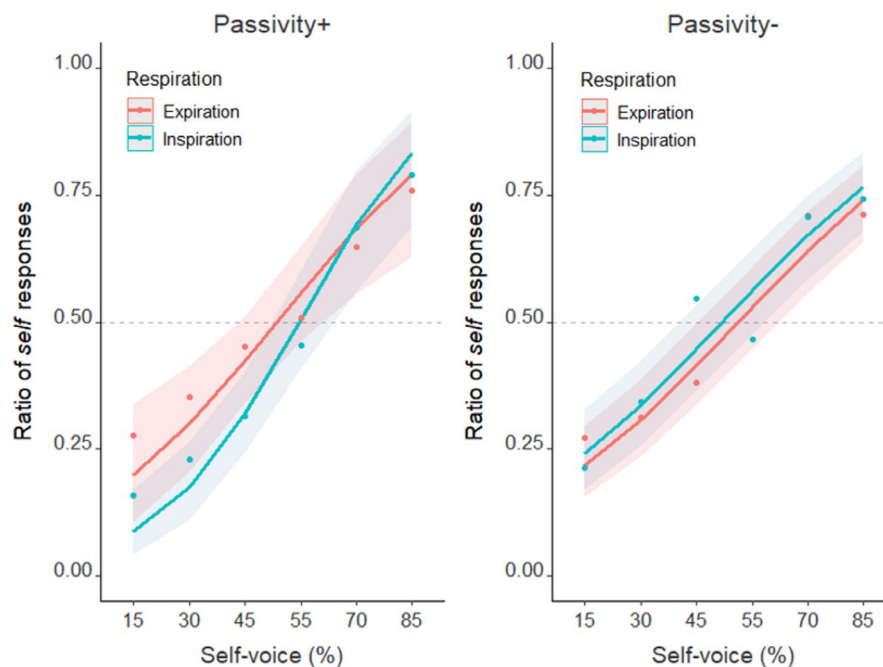 Passivity+
Passivity-
Ratio of self responses
1.00
0.75
0.50
0.25
0.00
Respiration
Expiration
Inspiration
15 30 45 55 70 85
Self-voice (%)
Ratio of self responses
1.00
0.75
0.50
0.25
0.00
Respiration
Expiration
Inspiration
15 30 45 55 70 85
Self-voice (%)